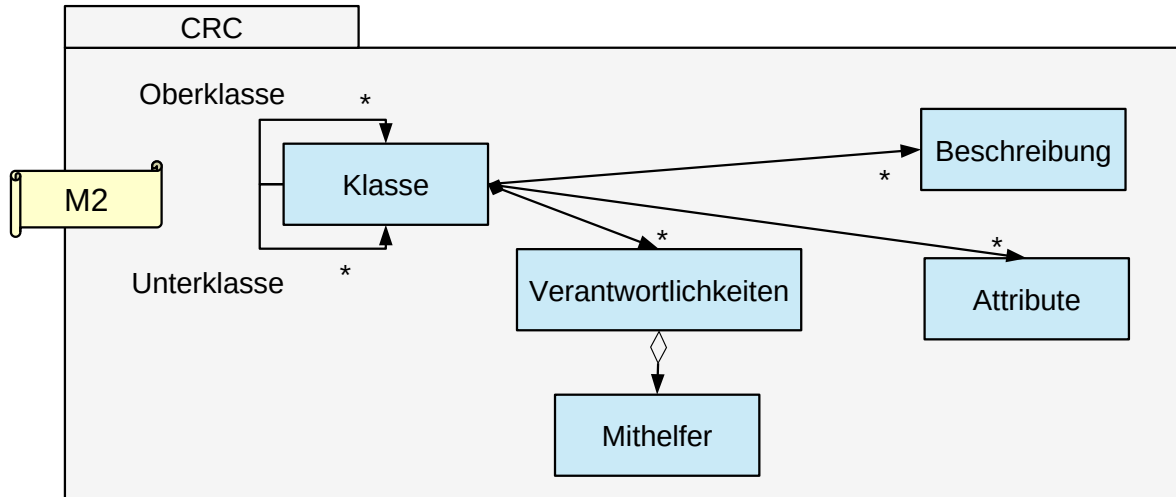 CRC
Oberklasse
*
Klasse
Beschreibung
*
M2
Unterklasse
*
*
Verantwortlichkeiten
*
Attribute
Mithelfer